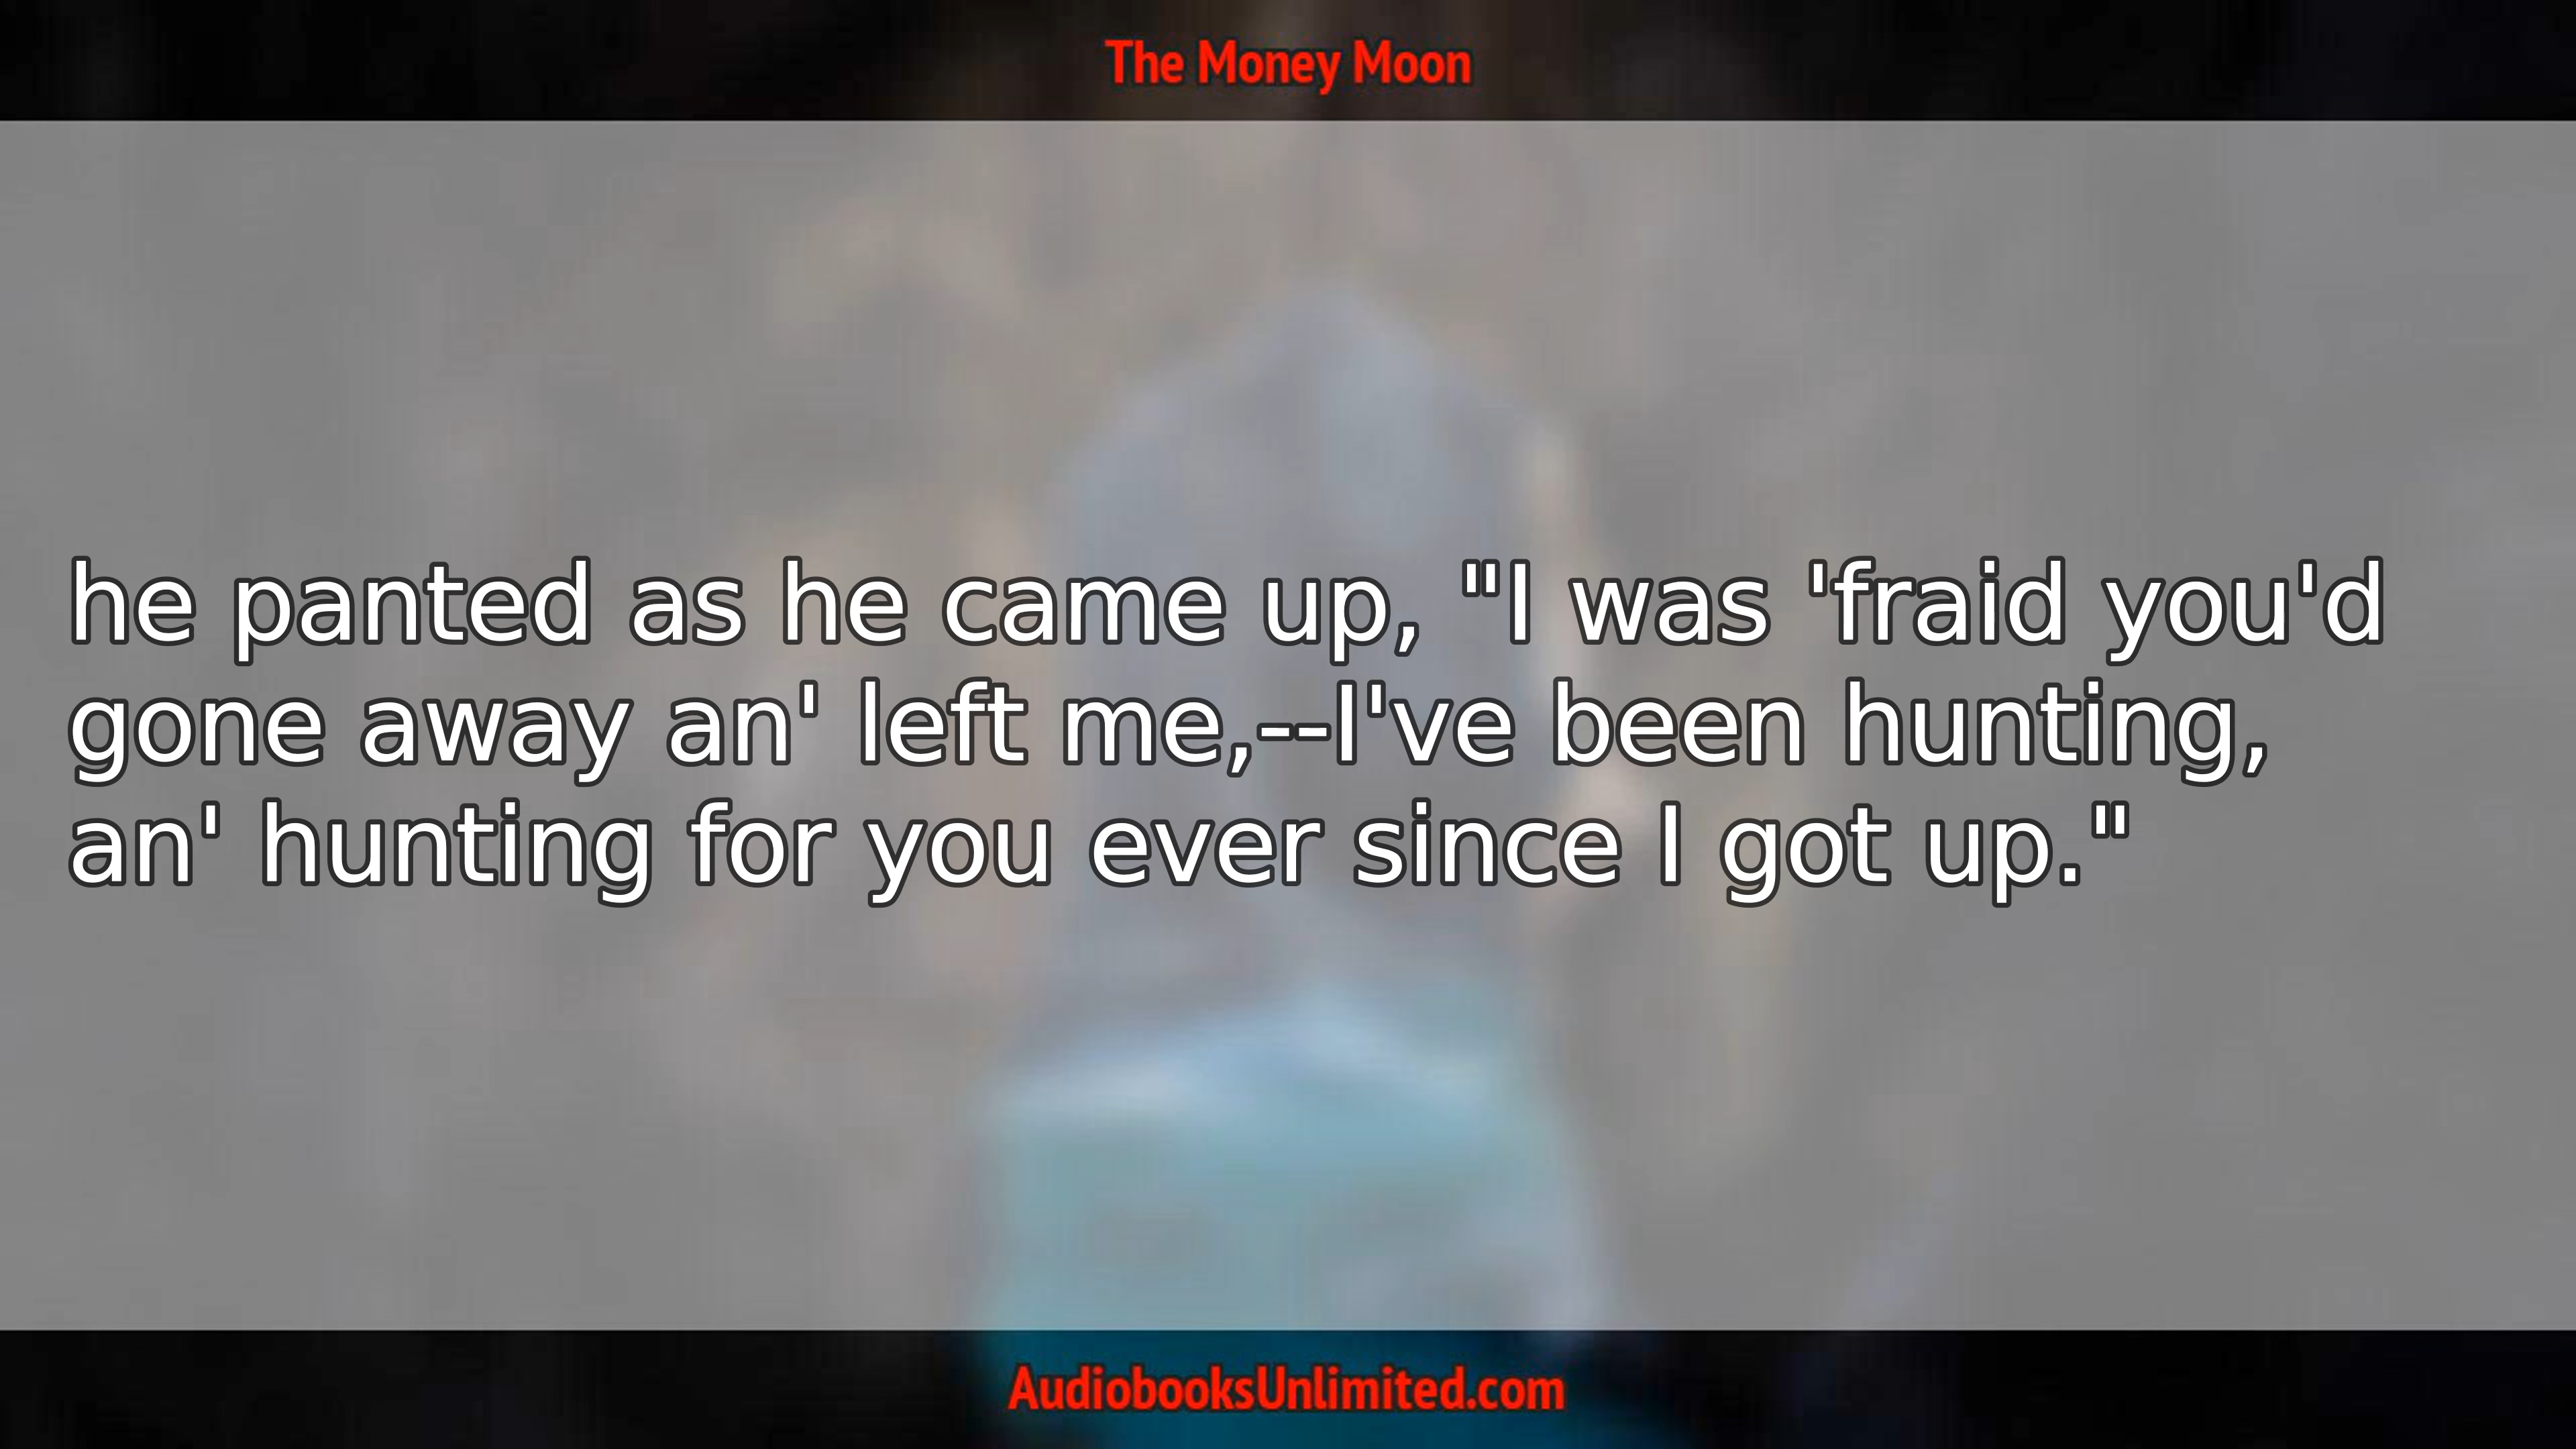 The Money Moon
he panted as he came up, "I was 'fraid you'd
gone away an' left me,--I've been hunting,
an' hunting for you ever since I got up."
AudiobooksUnlimited.com